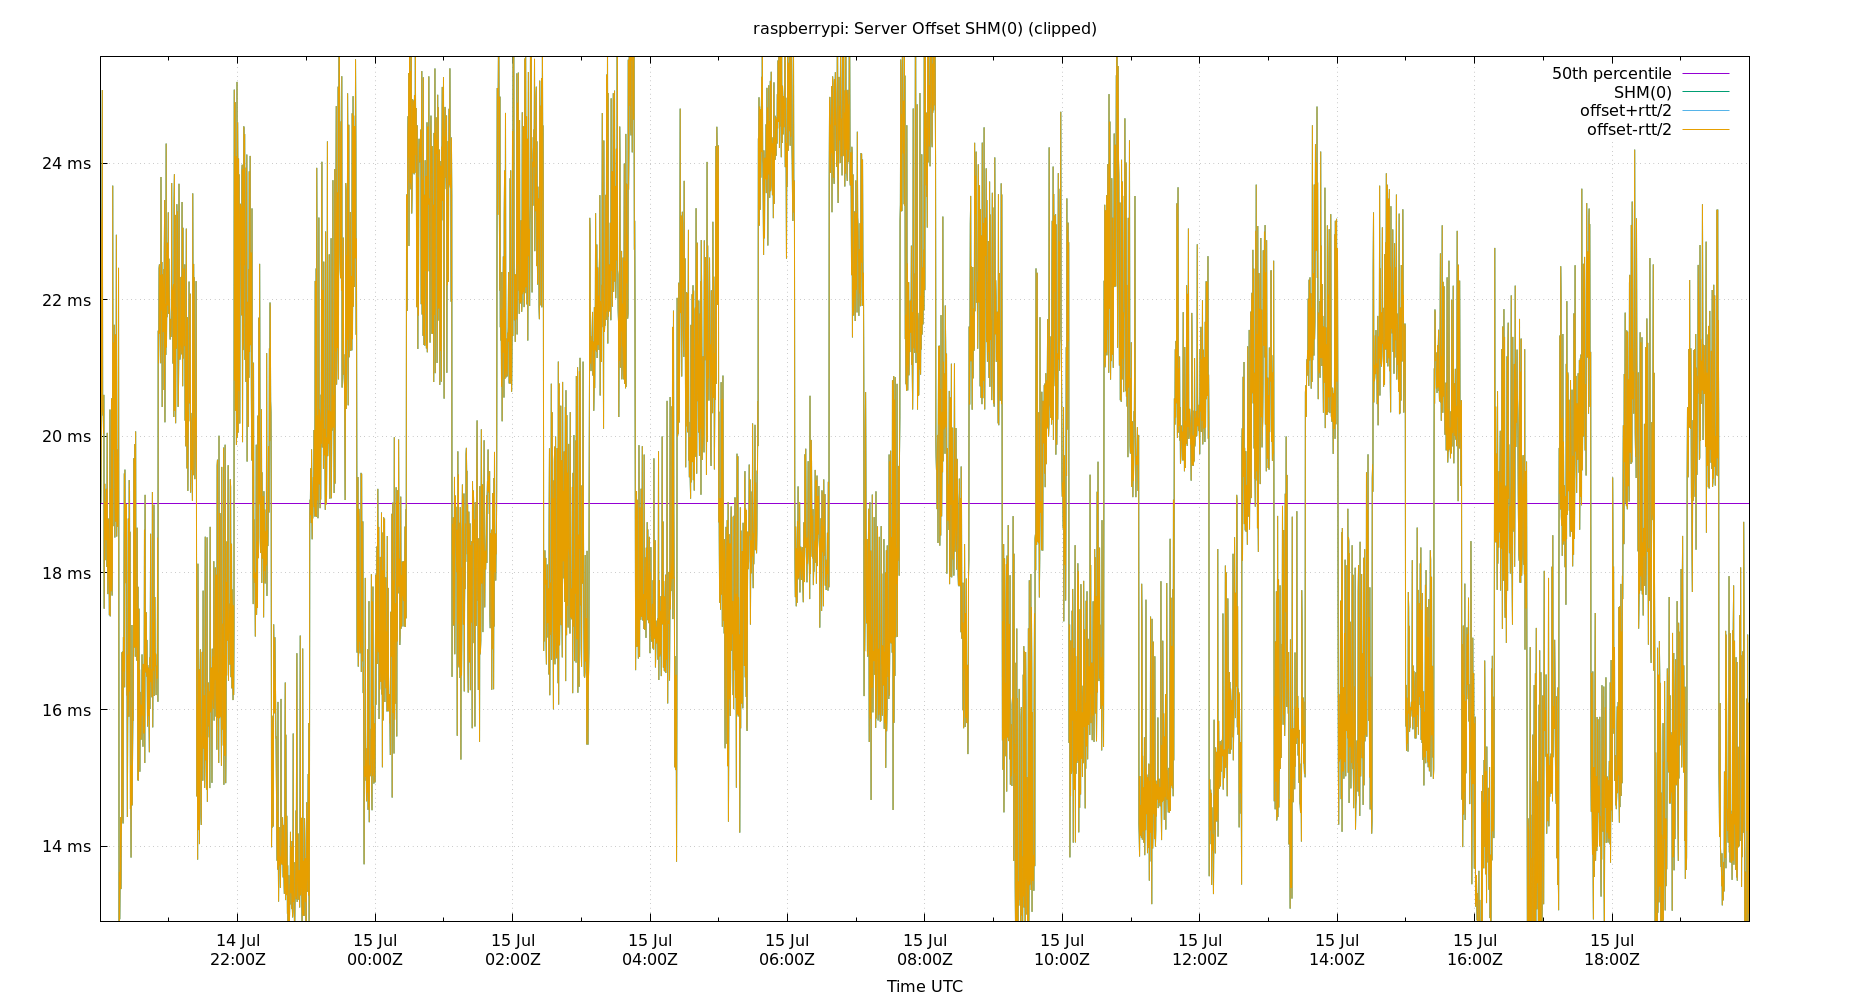 raspberrypi: Server Offset SHM(0) (clipped)
50th percentile
SHM(0)
offset+rtt/2
offset-rtt/2
24 ms
22 ms
20 ms
18 ms
16 ms
14 ms
14 Jul 15 Jul 15 Jul 15 Jul 15 Jul 15 Jul 15 Jul 15 Jul 15 Jul 15 Jul 15 Jul
22:00Z 00:00Z 02:00Z 04:00Z 06:00Z 08:00Z 10:00Z 12:00Z 14:00Z 16:00Z 18:00Z
Time UTC